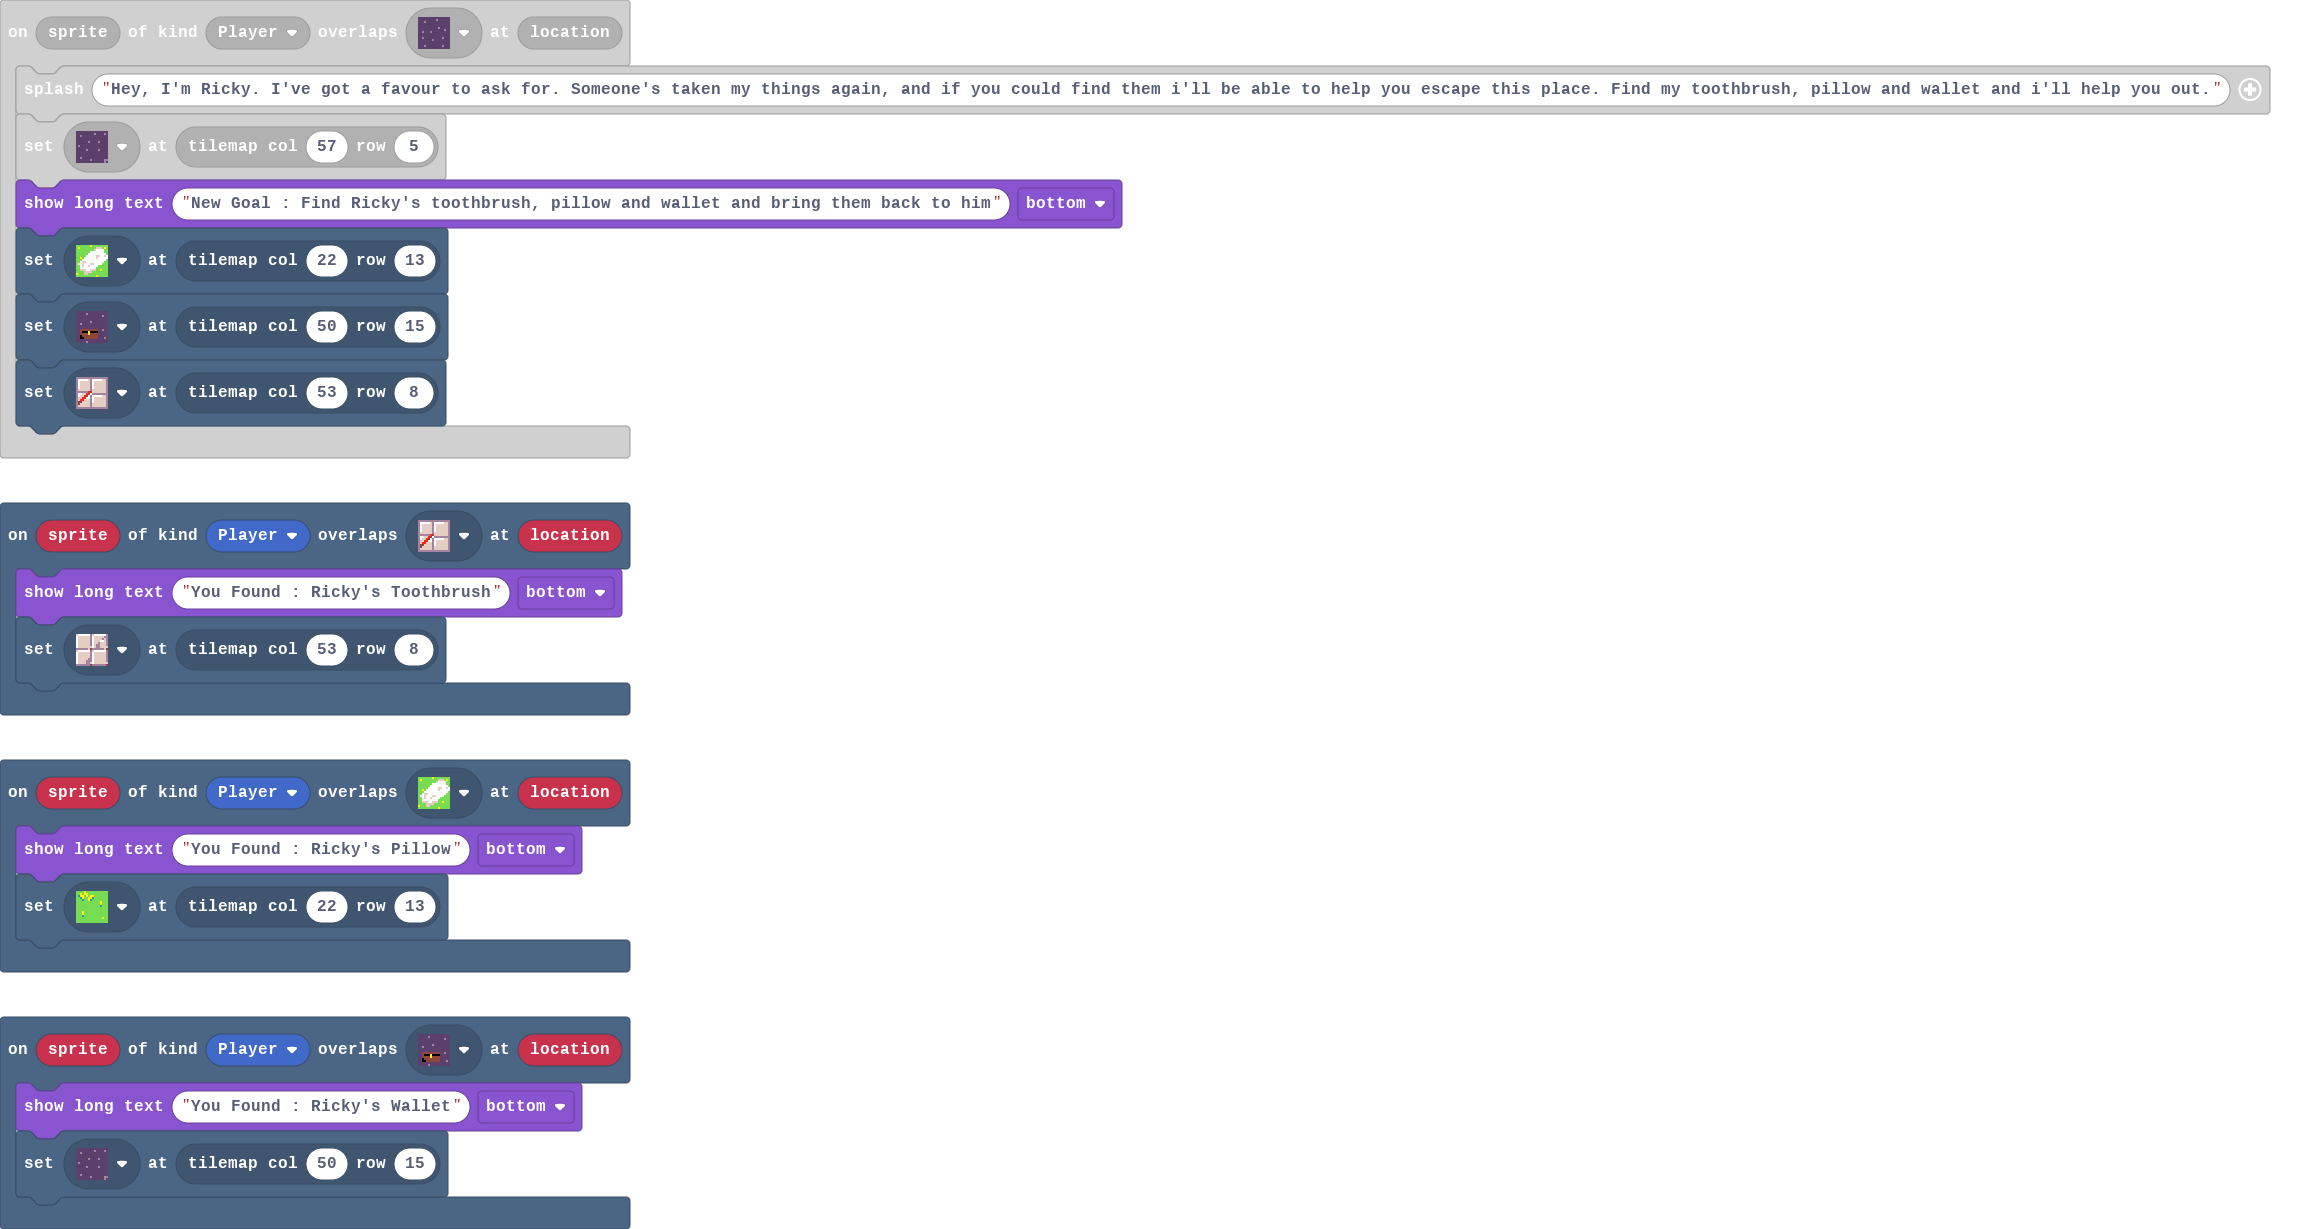 on sprite of kind Player overlaps at location
splash "Hey, I'm Ricky. I've got a favour to ask for. Someone's taken my things again, and if you could find them i'll be able to help you escape this place. Find my toothbrush, pillow and wallet and i'll help you out."
set at tilemap col 57 row 5
show long text "New Goal : Find Ricky's toothbrush, pillow and wallet and bring them back to him" bottom
set at tilemap col 22 row 13
set at tilemap col 50 row 15
set at tilemap col 53 row 8
on sprite of kind Player overlaps at location
show long text "You Found : Ricky's Toothbrush" bottom
set at tilemap col 53 row 8
on sprite of kind Player overlaps at location
show long text "You Found : Ricky's Pillow" bottom
set at tilemap col 22 row 13
on sprite of kind Player overlaps at location
show long text "You Found : Ricky's Wallet" bottom
set at tilemap col 50 row 15